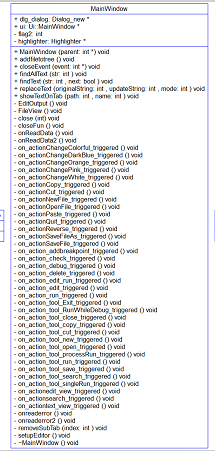 MainWindow
+ dlg_dialog: Dialog_new *
+ ui: Ui::MainWindow *
- flag2: int
- highlighter: Highlighter *
+ MainWindow (parent: int *) void
+ addfiletotree () void
+ closeEvent (event: int *) void
+ findAllText (str: int ) void
+ findText (str: int , next: bool ) void
+ replaceText (originalString: int , updateString: int , mode: int ) void
+ showTextOnTab (path: int , name: int ) void
- EditOutput () void
- FileView () void
- close (int) void
- closeFun () void
- onReadData () void
- onReadData2 () void
- on_actionChangeColorful_triggered () void
- on_actionChangeDarkBlue_triggered () void
- on_actionChangeOrange_triggered () void
- on_actionChangePink_triggered () void
- on_actionChangeWhite_triggered () void
- on_actionCopy_triggered () void
- on_actionCut_triggered () void
- on_actionNewFile_triggered () void
- on_actionOpenFile_triggered () void
- on_actionPaste_triggered () void
- on_actionQuit_triggered () void
- on_actionReverse_triggered () void
- on_actionSaveFileAs_triggered () void
- on_actionSaveFile_triggered () void
- on_action_addbreakpoint_triggered () void
- on_action_check_triggered () void
- on_action_debug_triggered () void
- on_action_delete_triggered () void
- on_action_edit_run_triggered () void
- on_action_edit_triggered () void
- on_action_run_triggered () void
- on_action_tool_Exit_triggered () void
- on_action_tool_RunWhileDebug_triggered () void
- on_action_tool_close_triggered () void
- on_action_tool_copy_triggered () void
- on_action_tool_cut_triggered () void
- on_action_tool_new_triggered () void
- on_action_tool_open_triggered () void
- on_action_tool_processRun_triggered () void
- on_action_tool_run_triggered () void
- on_action_tool_save_triggered () void
- on_action_tool_search_triggered () void
- on_action_tool_singleRun_triggered () void
- on_actionedit_view_triggered () void
- on_actionsearch_triggered () void
- on_actiontext_view_triggered () void
- onreaderror () void
- onreaderror2 () void
- removeSubTab (index: int ) void
- setupEditor () void
- ~MainWindow () void